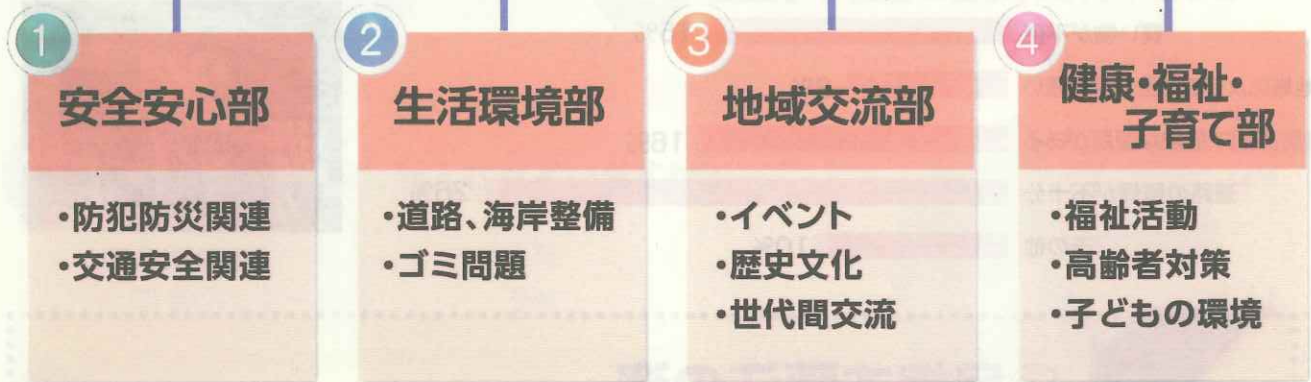 1
安全安心部
・防犯防災関連
・交通安全関連
2
生活環境部
・道路、海岸整備
・ゴミ問題
3
地域交流部
・イベント
・歴史文化
・世代間交流
4
健康・福祉・
子育て部
・福祉活動
・高齢者対策
・子どもの環境